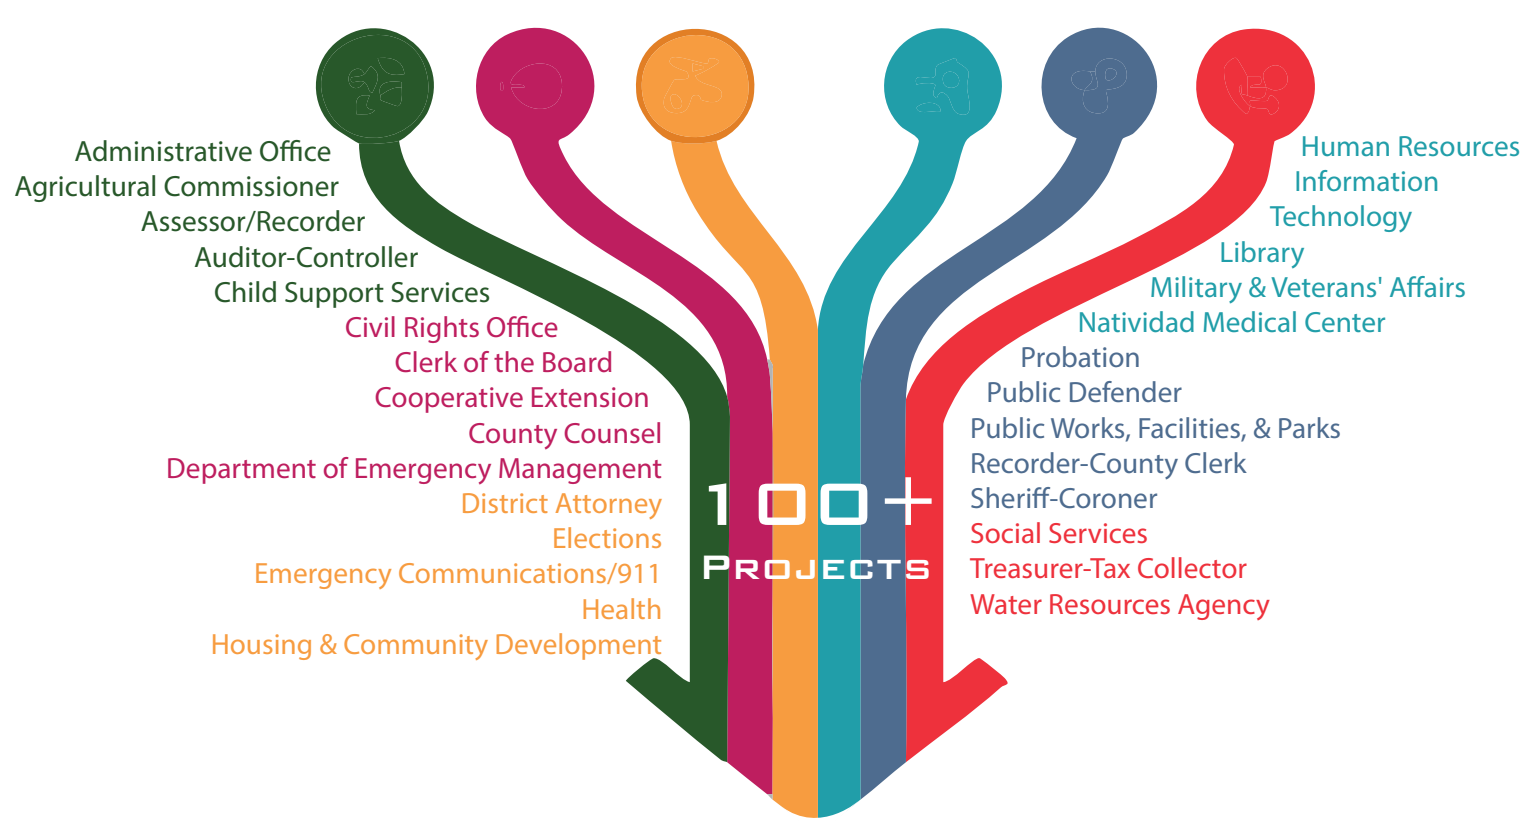 Administrative Office
Agricultural Commissioner
Assessor/Recorder
Auditor-Controller
Child Support Services
Civil Rights Office
Clerk of the Board
Cooperative Extension
County Counsel
Department of Emergency Management
District Attorney
Elections
Emergency Communications/911
Health
Housing & Community Development
100+
PROJECTS
Human Resources
Information
Technology
Library
Military & Veterans' Affairs
Natividad Medical Center
Probation
Public Defender
Public Works, Facilities, & Parks
Recorder-County Clerk
Sheriff-Coroner
Social Services
Treasurer-Tax Collector
Water Resources Agency